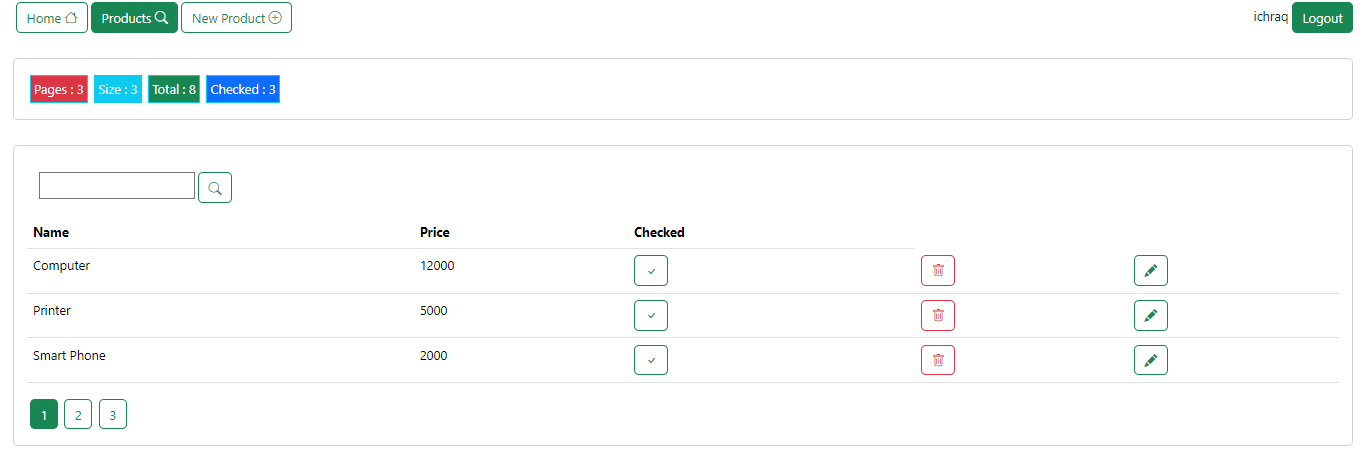 Home Products New Product ichraq Logout
Pages : 3 Size : 3 Total : 8 Checked : 3
Name Price Checked
Computer 12000
Printer 5000
Smart Phone 2000
1 2 3